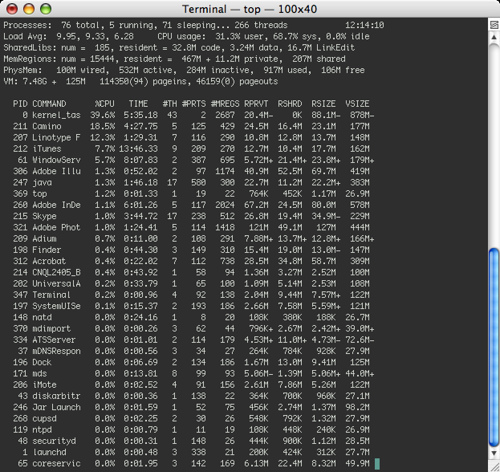 Terminal — top — 100x40
Processes: 76 total, 5 running, 71 sleeping... 266 threads 12:14:10
Load Avg: 9.95, 9.33, 6.28 CPU usage: 31.3% user, 68.7% sys, 0.0% idle
SharedLibs: num = 185, resident = 32.8M code, 3.24M data, 16.7M LinkEdit
MemRegions: num = 15444, resident = 467M + 11.2M private, 207M shared
PhysMem: 100M wired, 532M active, 284M inactive, 917M used, 106M free
VM: 7.48G + 125M 114350(94) pageins, 46159(0) pageouts
PID COMMAND %CPU TIME #TH #PRTS #MREGS RPRVT RSHRD RSIZE VSIZE
0 kernel_tas 39.6% 5:35.18 43 2 2687 20.4M- 0K 88.1M- 878M-
211 Camino 18.5% 4:27.75 5 125 429 24.5M 16.4M 23.1M 177M
207 Linotype F 12.3% 1:29.31 7 116 290 10.8M 12.8M 13.7M 148M
212 iTunes 7.7% 13:46.33 9 209 270 12.7M 10.4M 17.7M 162M
61 WindowServ 5.7% 8:07.83 2 387 695 5.72M+ 21.4M+ 23.8M+ 179M+
306 Adobe Illu 1.3% 0:52.02 2 97 1174 40.9M 52.5M 69.7M 419M
247 java 1.3% 1:46.18 17 580 300 22.7M 11.2M 22.2M+ 383M
369 top 1.2% 0:01.33 1 19 22 764K 452K 1.17M 26.9M
260 Adobe InDe 1.1% 1:01.26 5 117 2024 67.2M 24.5M 80.0M 578M
215 Skype 1.0% 3:44.72 17 238 512 26.8M 19.4M 34.9M- 229M
321 Adobe Phot 1.0% 1:24.41 5 114 1418 121M 49.1M 127M 444M
209 Adium 0.7% 0:11.00 2 108 291 7.88M+ 13.7M+ 12.8M+ 166M+
198 Finder 0.4% 0:44.30 3 149 310 15.4M 19.0M 13.0M- 147M
312 Acrobat 0.4% 0:22.02 7 112 738 28.5M 34.8M 58.7M 309M
214 CNQL2405_B 0.4% 0:43.92 1 58 94 1.36M 3.27M 2.52M 100M
202 UniversalA 0.2% 0:33.79 1 65 100 1.09M 5.14M 2.53M 108M
347 Terminal 0.2% 0:00.96 4 92 138 2.04M 9.44M 7.57M+ 122M
197 SystemUISe 0.1% 0:15.37 2 193 186 2.66M 7.58M 5.59M+ 121M
158 natd 0.0% 0:24.16 1 8 20 108K 380K 188K 26.7M
370 mdimport 0.0% 0:00.26 3 62 44 796K+ 2.67M 2.42M+ 39.0M+
334 ATSServer 0.0% 0:01.01 2 114 179 4.53M+ 11.0M+ 4.73M- 72.6M-
37 mDNSRespon 0.0% 0:00.56 3 34 27 264K 784K 928K 27.9M
196 Dock 0.0% 0:06.69 2 134 186 1.67M 13.0M 9.41M 125M
171 mds 0.0% 0:13.81 8 99 93 5.06M- 1.39M 5.06M+ 44.0M+
206 iMote 0.0% 0:02.52 4 91 156 2.61M 7.86M 5.26M 122M
43 diskarbitr 0.0% 0:00.36 1 138 22 364K 700K 960K 27.1M
246 Jar Launch 0.0% 0:01.59 1 52 75 456K 2.74M 1.37M 98.2M
268 cupsd 0.0% 0:02.25 2 30 26 548K 792K 1.32M 27.9M
119 ntpd 0.0% 0:00.79 1 11 19 108K 448K 240K 26.9M
48 securityd 0.0% 0:00.31 1 148 26 444K 900K 1.12M 28.5M
1 launchd 0.0% 0:00.48 3 338 21 200K 424K 312K 27.7M
65 coreservic 0.0% 0:01.95 3 142 169 6.13M 22.4M 8.32M 49.9M